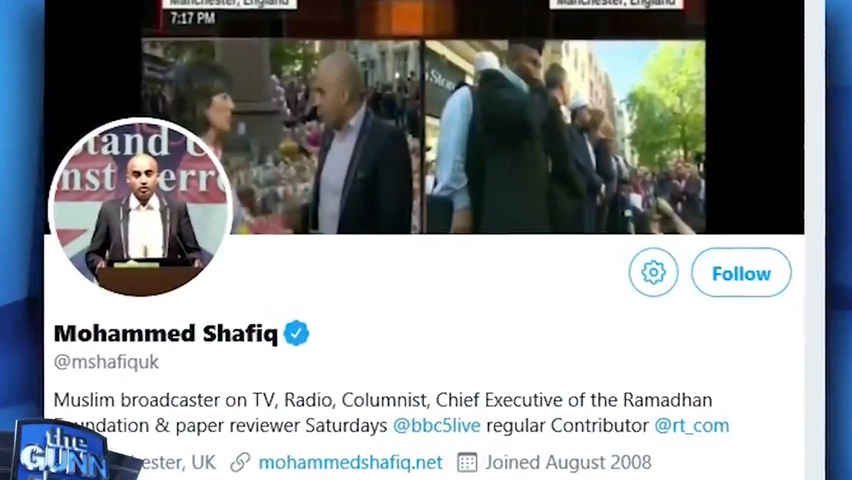 Manchester, England
Manchester, England
7:17 PM
Mohammed Shafiq
@mshafiquk
Muslim broadcaster on TV, Radio, Columnist, Chief Executive of the Ramadhan
Foundation & paper reviewer Saturdays @bbc5live regular Contributor @rt_com
UK
mohammedshafiq.net
Joined August 2008
Follow
the
GUNN